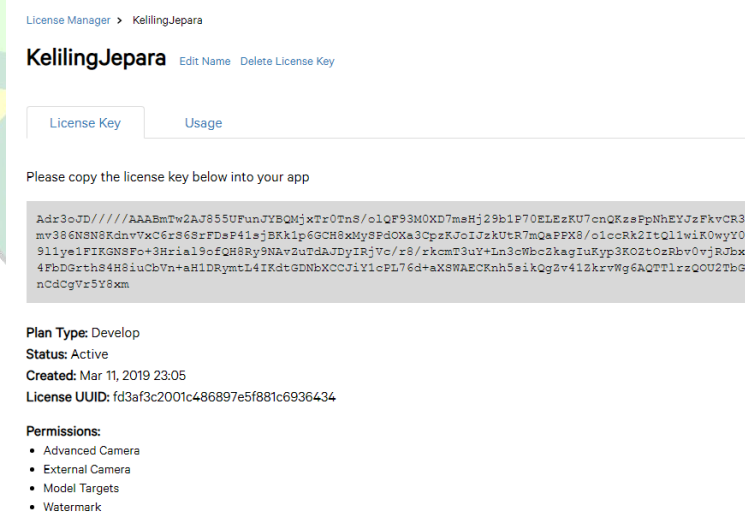 License Manager > KelilingJepara
KelilingJepara Edit Name Delete License Key
License Key Usage
Please copy the license key below into your app
Adr3oJD/////AAABmTw2AJ855UFunJYBQMjxTr0TnS/olQF93M0XD7msHj29b1P70ELEzKU7cnQKzsPpNhEYJzFkvCR3
mv386NSN8KdnvVxC6rS6SrFDsP41sjBKk1p6GCH8xMySPdOXa3CpzKJoIJzkUtR7mQaPPX8/o1ccRk2ItQl1wiK0wyY0
9l1ye1FIKGNSFo+3Hrial9ofQH8Ry9NAvZuTdAJDyIRjVc/r8/rkcmT3uY+Ln3cWbcZkagIuKyp3KOZtOzRbv0vjRJbx
4FbDGrthS4H8iuCbVn+aH1DRymtL4IKdtGDNbXCCJiY1cPL76d+aXSWAECKnh5sikQgZv41ZkrvWg6AQTTlrzQOU2TbG
nCdCgVr5Y8xm
Plan Type: Develop
Status: Active
Created: Mar 11, 2019 23:05
License UUID: fd3af3c2001c486897e5f881c6936434
Permissions:
• Advanced Camera
• External Camera
• Model Targets
• Watermark